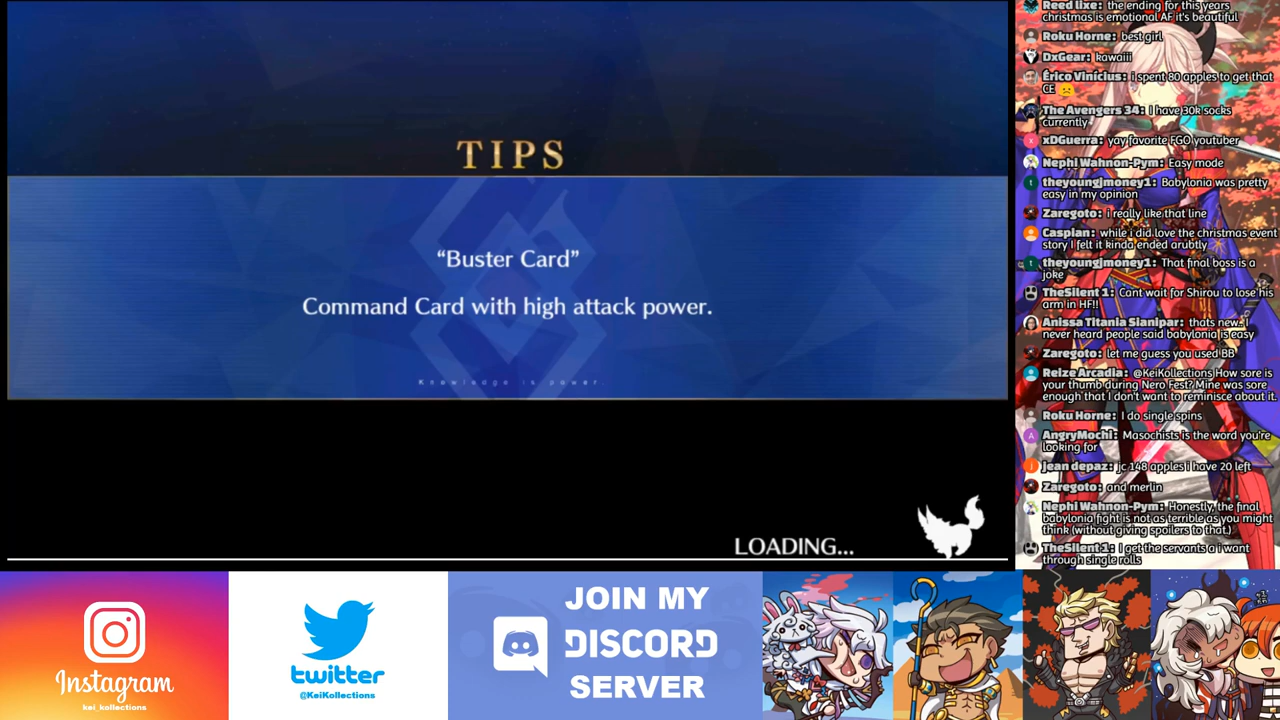 TIPS
“Buster Card”
Command Card with high attack power.
Knowledge is power
LOADING...
Reed lixe: the ending for this years
christmas is emotional AF it's beautiful
Roku Horne: best girl
DxGear: kawaiii
Érico Vinícius: i spent 80 apples to get that
CE
The Avengers 34: I have 30k socks
currently
xDGuerra: yay favorite FGO youtuber
Nephi Wahnon-Pym: Easy mode
theyoungjmoney1: Babylonia was pretty
easy in my opinion
Zaregoto: i really like that line
Caspian: while i did love the christmas event
story I felt it kinda ended arubtly
theyoungjmoney1: That final boss is a
joke
TheSilent 1: Cant wait for Shirou to lose his
arm in HF!!
Anissa Titania Sianipar: thats new.. I
never heard people said babylonia is easy
Zaregoto: let me guess you used BB
Reize Arcadia: @KeiKollections How sore is
your thumb during Nero Fest? Mine was sore
enough that I don't want to reminisce about it.
Roku Horne: I do single spins
AngryMochi: Masochists is the word you're
looking for
jean depaz: jc 148 apples i have 20 left
Zaregoto: and merlin
Nephi Wahnon-Pym: Honestly, the final
babylonia fight is not as terrible as you might
think (without giving spoilers to that.)
TheSilent 1: I get the servants a i want
through single rolls
Instagram
kei_kollections
twitter
@KeiKollections
JOIN MY
DISCORD
SERVER